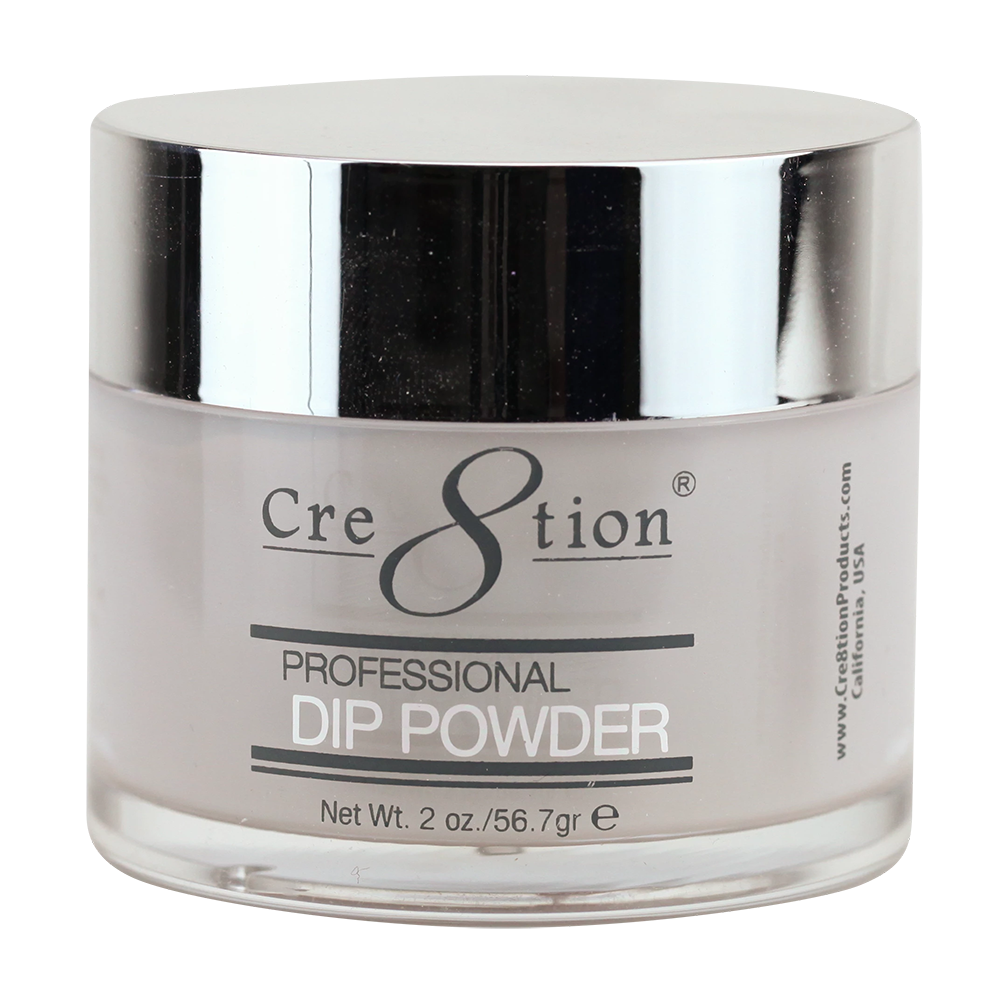 Cre8tion®
PROFESSIONAL
DIP POWDER
Net Wt. 2 oz./56.7gr ℮
www.Cre8tionProducts.com
California, USA